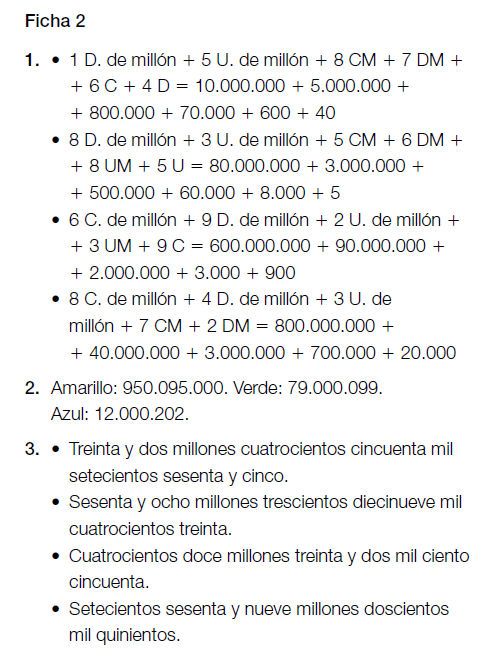 Ficha 2
1. • 1 D. de millón + 5 U. de millón + 8 CM + 7 DM +
+ 6 C + 4 D = 10.000.000 + 5.000.000 +
+ 800.000 + 70.000 + 600 + 40
• 8 D. de millón + 3 U. de millón + 5 CM + 6 DM +
+ 8 UM + 5 U = 80.000.000 + 3.000.000 +
+ 500.000 + 60.000 + 8.000 + 5
• 6 C. de millón + 9 D. de millón + 2 U. de millón +
+ 3 UM + 9 C = 600.000.000 + 90.000.000 +
+ 2.000.000 + 3.000 + 900
• 8 C. de millón + 4 D. de millón + 3 U. de
millón + 7 CM + 2 DM = 800.000.000 +
+ 40.000.000 + 3.000.000 + 700.000 + 20.000
2. Amarillo: 950.095.000. Verde: 79.000.099.
Azul: 12.000.202.
3. • Treinta y dos millones cuatrocientos cincuenta mil
setecientos sesenta y cinco.
• Sesenta y ocho millones trescientos diecinueve mil
cuatrocientos treinta.
• Cuatrocientos doce millones treinta y dos mil ciento
cincuenta.
• Setecientos sesenta y nueve millones doscientos
mil quinientos.